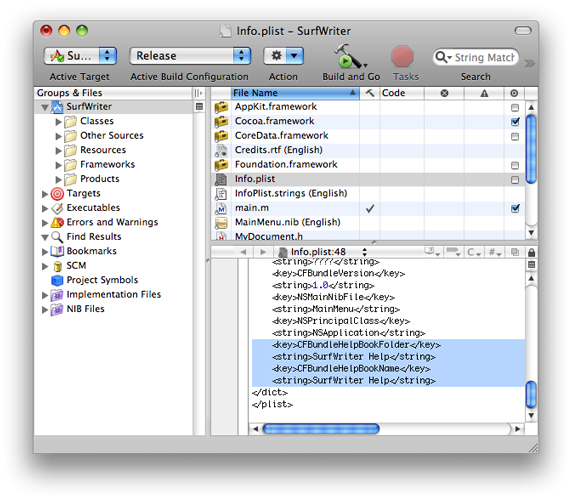 Info.plist – SurfWriter
Su...
Release
String Match
Active Target
Active Build Configuration
Action
Build and Go
Tasks
Search
Groups & Files
SurfWriter
Classes
Other Sources
Resources
Frameworks
Products
Targets
Executables
Errors and Warnings
Find Results
Bookmarks
SCM
Project Symbols
Implementation Files
NIB Files
File Name
Code
AppKit.framework
Cocoa.framework
CoreData.framework
Credits.rtf (English)
Foundation.framework
Info.plist
InfoPlist.strings (English)
main.m
MainMenu.nib (English)
MyDocument.h
Info.plist:48
C
#
<string>????</string>
<key>CFBundleVersion</key>
<string>1.0</string>
<key>NSMainNibFile</key>
<string>MainMenu</string>
<key>NSPrincipalClass</key>
<string>NSApplication</string>
<key>CFBundleHelpBookFolder</key>
<string>SurfWriter Help</string>
<key>CFBundleHelpBookName</key>
<string>SurfWriter Help</string>
</dict>
</plist>